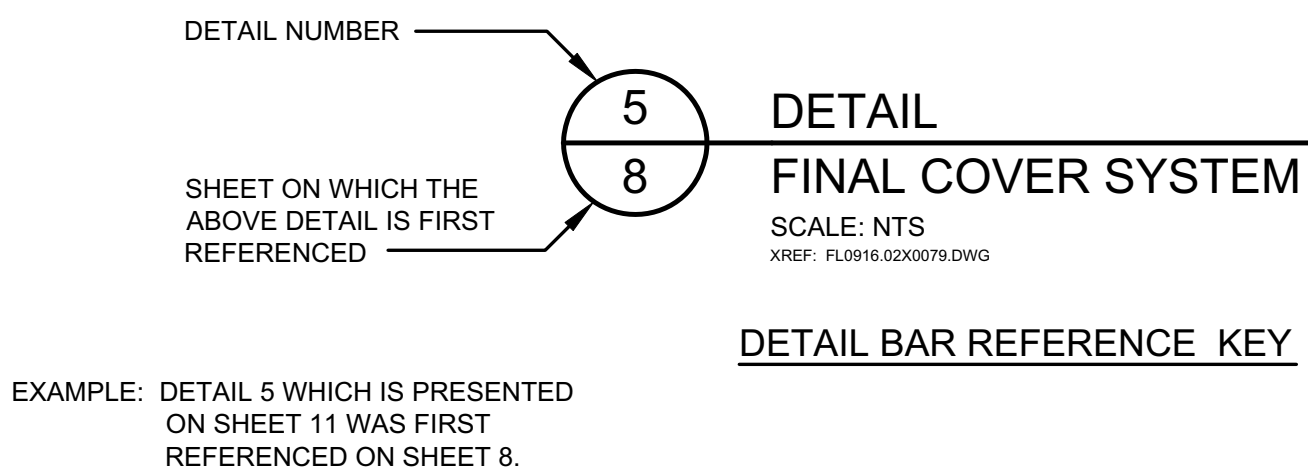 DETAIL NUMBER
5
8
SHEET ON WHICH THE
ABOVE DETAIL IS FIRST
REFERENCED
DETAIL
FINAL COVER SYSTEM
SCALE: NTS
XREF: FL0916.02X0079.DWG
DETAIL BAR REFERENCE KEY
EXAMPLE: DETAIL 5 WHICH IS PRESENTED
ON SHEET 11 WAS FIRST
REFERENCED ON SHEET 8.